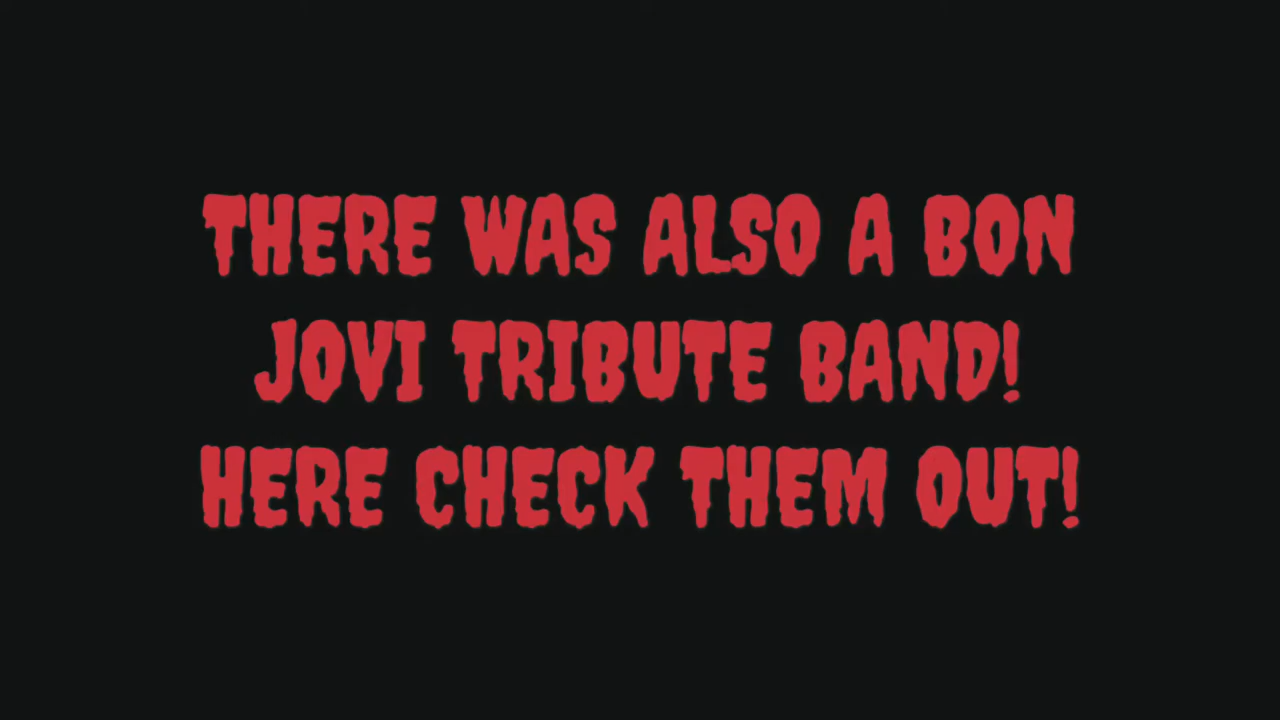 THERE WAS ALSO A BON
JOVI TRIBUTE BAND!
HERE CHECK THEM OUT!